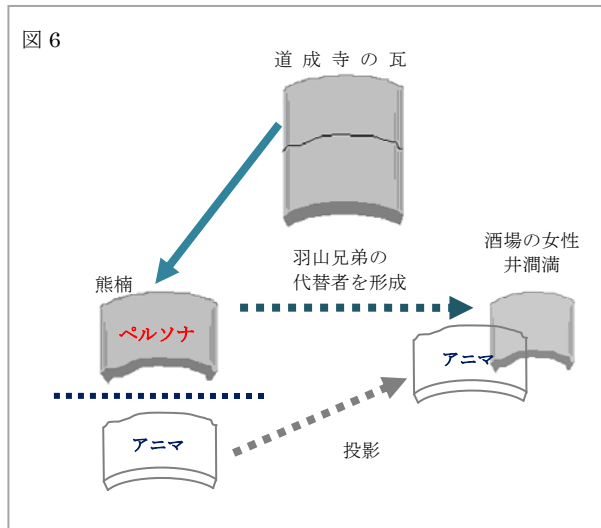 図 6
道 成 寺 の 瓦
羽山兄弟の
代替者を形成
酒場の女性
井澗満
熊楠
ペルソナ
アニマ
アニマ
投影